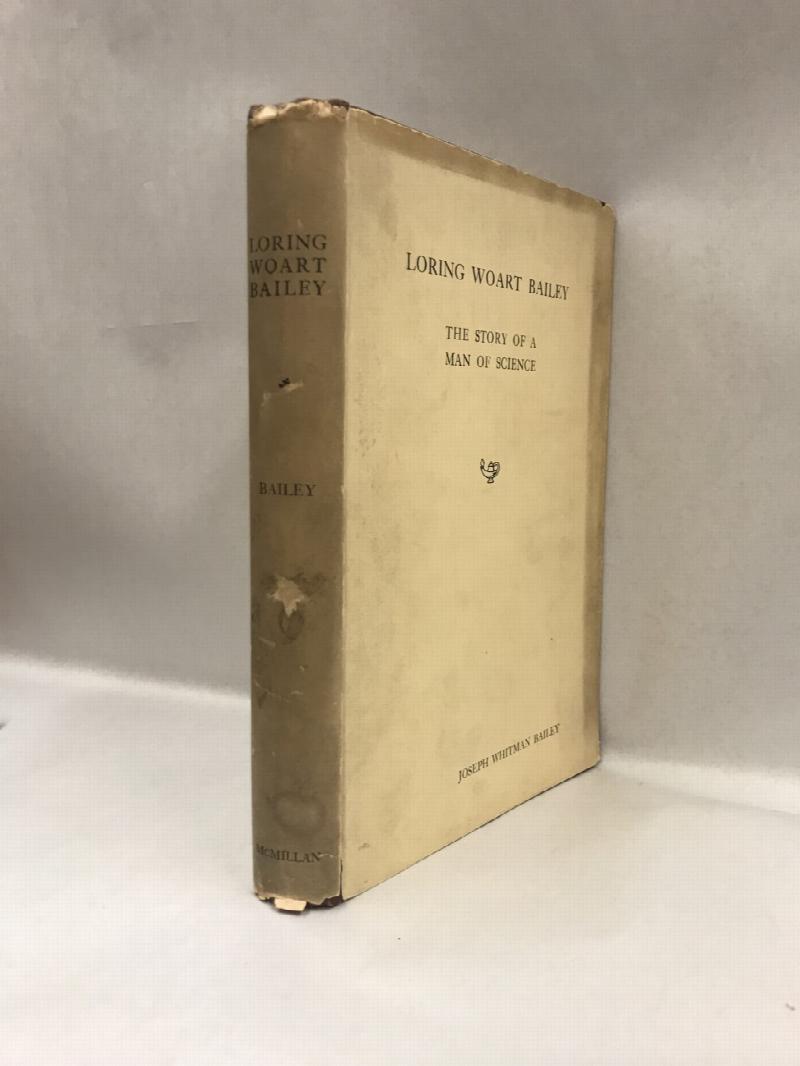 LORING
WOART
BAILEY
BAILEY
McMILLAN
LORING WOART BAILEY
THE STORY OF A
MAN OF SCIENCE
JOSEPH WHITMAN BAILEY